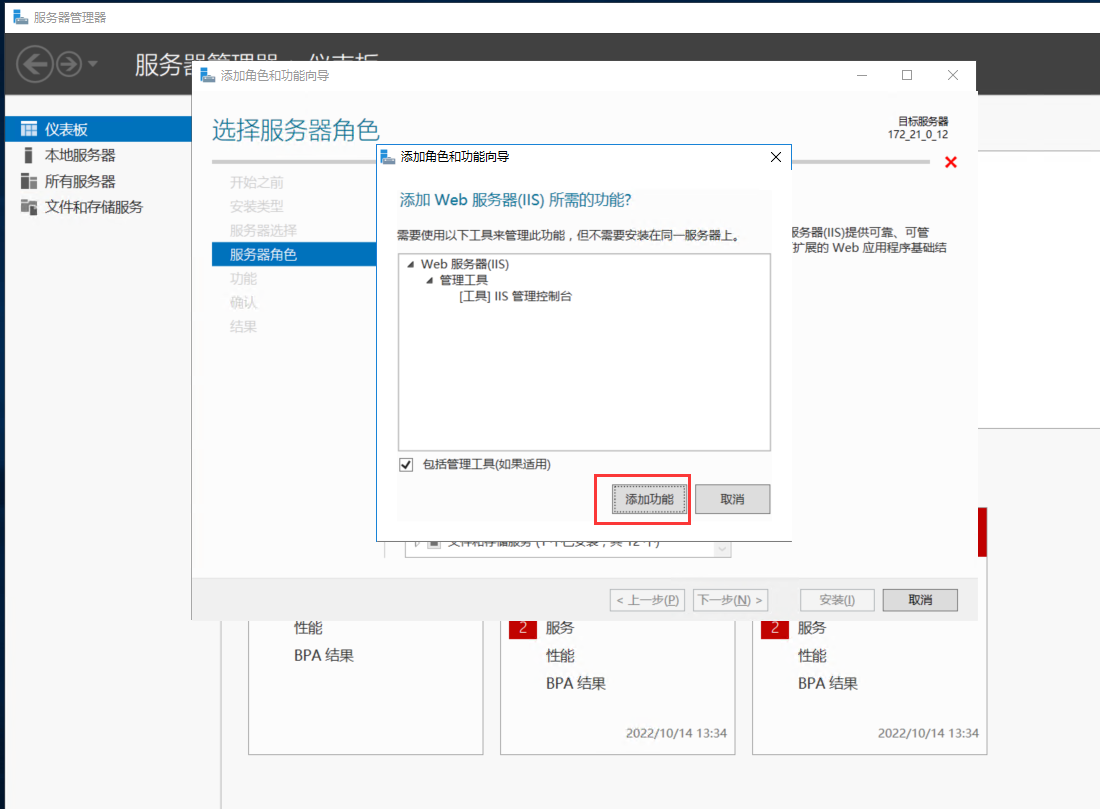 服务器管理器
服务器管理器 · 仪表板
仪表板
本地服务器
所有服务器
文件和存储服务
添加角色和功能向导
选择服务器角色
目标服务器
172_21_0_12
开始之前
安装类型
服务器选择
服务器角色
功能
确认
结果
添加角色和功能向导
添加 Web 服务器(IIS) 所需的功能?
需要使用以下工具来管理此功能，但不需要安装在同一服务器上。
Web 服务器(IIS)
管理工具
[工具] IIS 管理控制台
包括管理工具(如果适用)
添加功能
取消
服务器(IIS)提供可靠、可管
扩展的 Web 应用程序基础结
文件和存储服务 (1 个已安装，共 12 个)
< 上一步(P)
下一步(N) >
安装(I)
取消
性能
BPA 结果
2 服务
性能
BPA 结果
2022/10/14 13:34
2 服务
性能
BPA 结果
2022/10/14 13:34